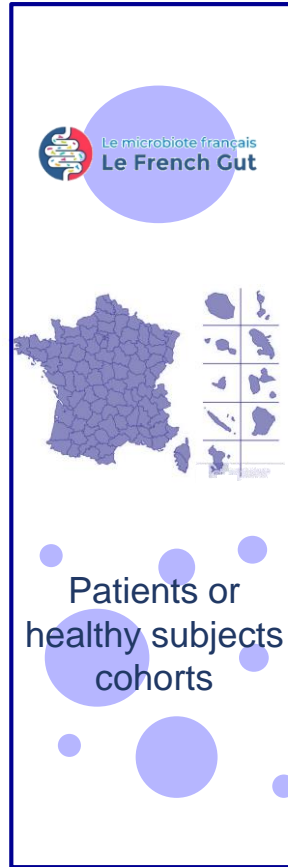 Le microbiote français
Le French Gut
Patients or
healthy subjects
cohorts